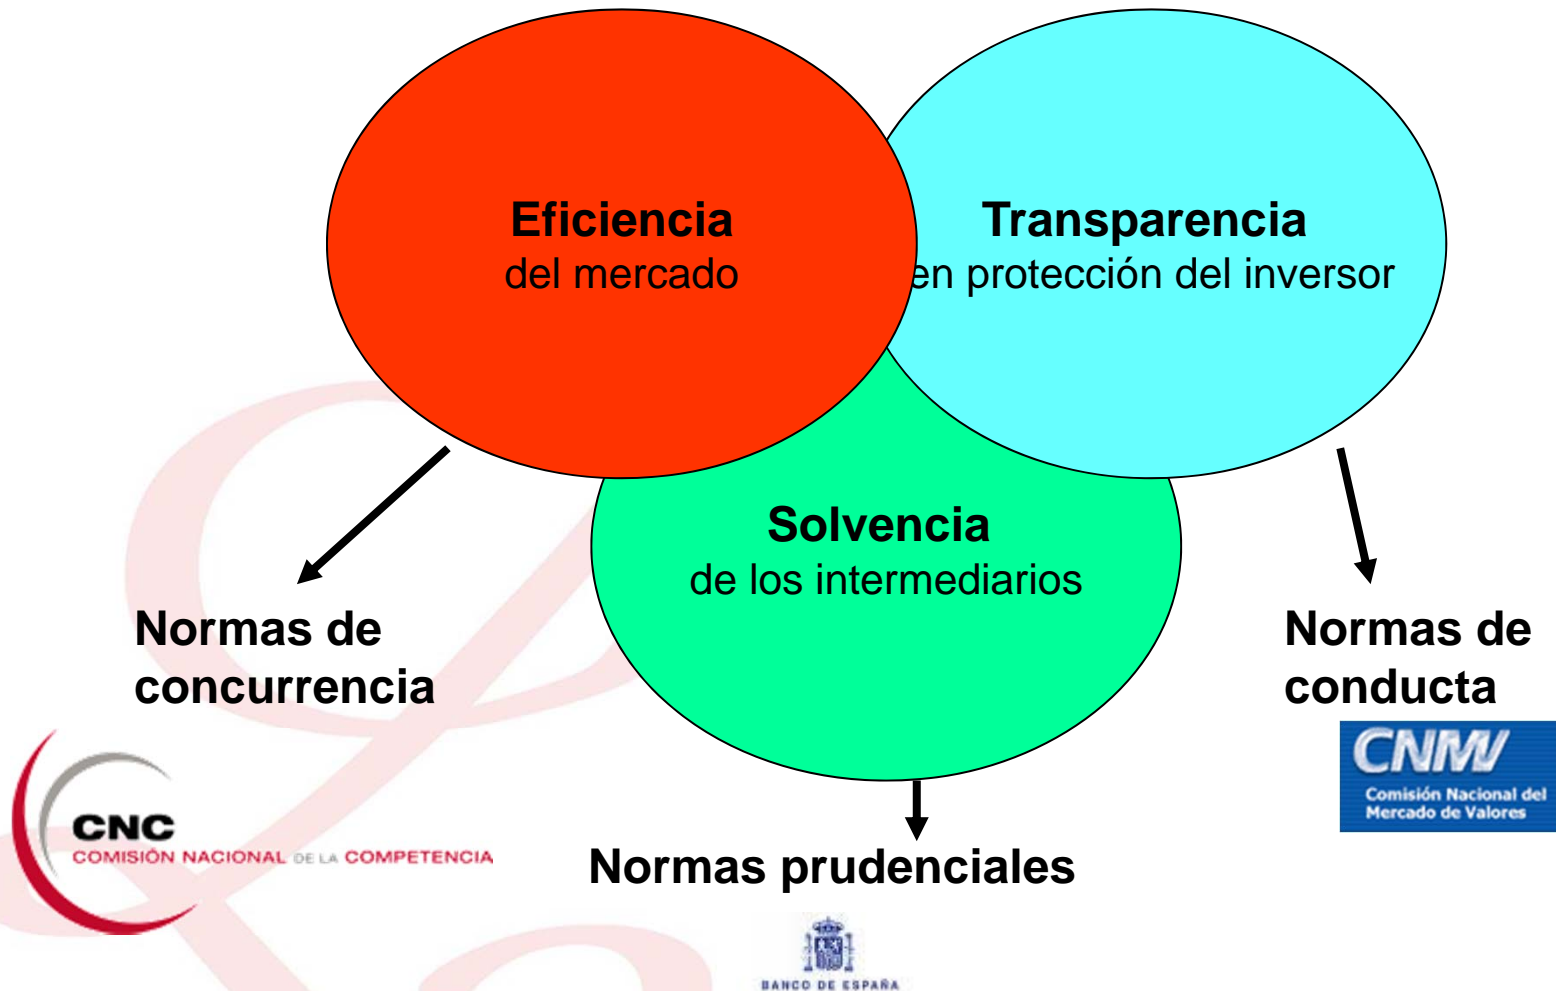 Eficiencia
del mercado
Transparencia
en protección del inversor
Solvencia
de los intermediarios
Normas de
concurrencia
Normas de
conducta
CNC
COMISIÓN NACIONAL DE LA COMPETENCIA
CNMV
Comisión Nacional del
Mercado de Valores
Normas prudenciales
BANCO DE ESPAÑA